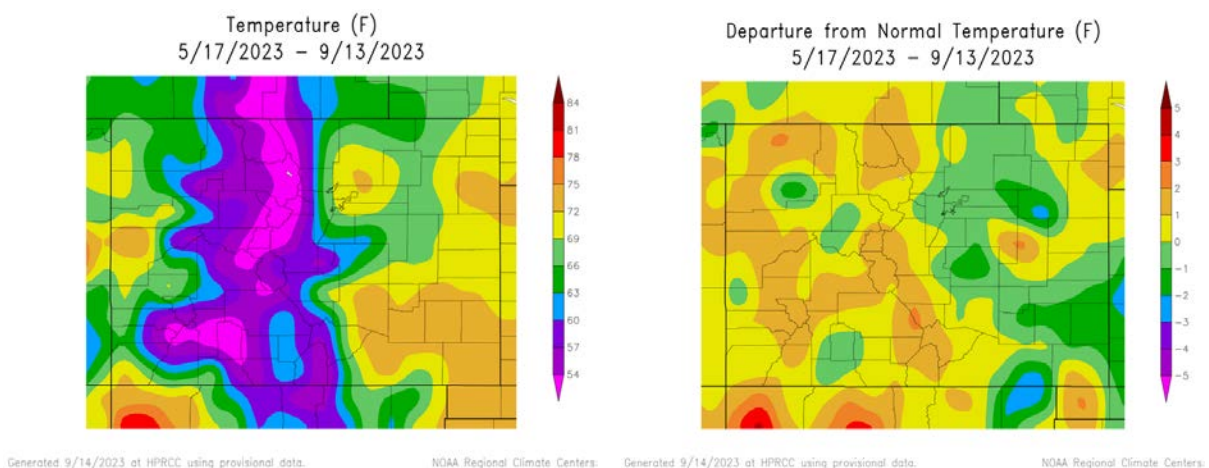 Temperature (F)
5/17/2023 – 9/13/2023
84
81
78
75
72
69
66
63
60
57
54
Generated 9/14/2023 at HPRCC using provisional data.
NOAA Regional Climate Centers
Departure from Normal Temperature (F)
5/17/2023 – 9/13/2023
5
4
3
2
1
0
-1
-2
-3
-4
-5
Generated 9/14/2023 at HPRCC using provisional data.
NOAA Regional Climate Centers